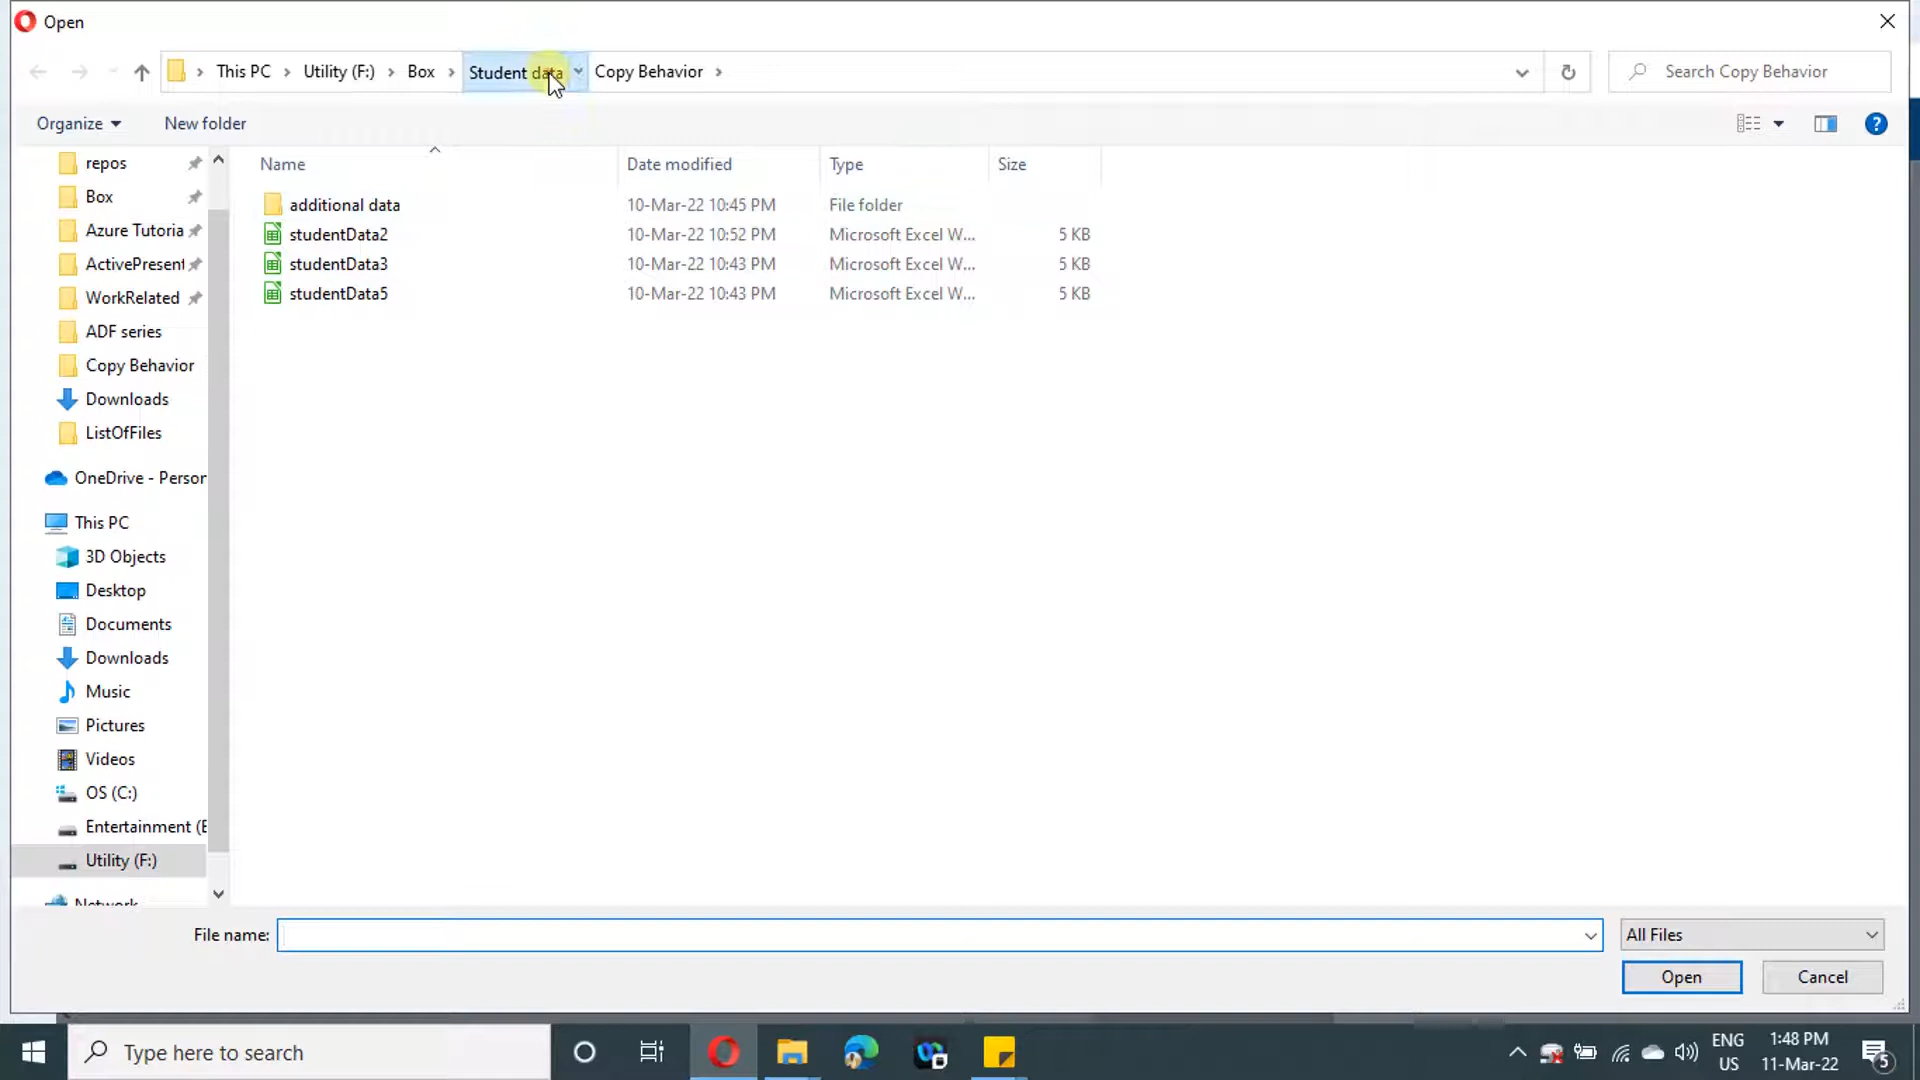 Open
This PC > Utility (F:) > Box > Student data Copy Behavior >
Search Copy Behavior
Organize
New folder
Name
Date modified
Type
Size
additional data 10-Mar-22 10:45 PM File folder
studentData2 10-Mar-22 10:52 PM Microsoft Excel W... 5 KB
studentData3 10-Mar-22 10:43 PM Microsoft Excel W... 5 KB
studentData5 10-Mar-22 10:43 PM Microsoft Excel W... 5 KB
repos
Box
Azure Tutoria
ActivePresent
WorkRelated
ADF series
Copy Behavior
Downloads
ListOfFiles
OneDrive - Person
This PC
3D Objects
Desktop
Documents
Downloads
Music
Pictures
Videos
OS (C:)
Entertainment (E
Utility (F:)
Network
File name:
All Files
Open
Cancel
Type here to search
ENG
US
1:48 PM
11-Mar-22
5